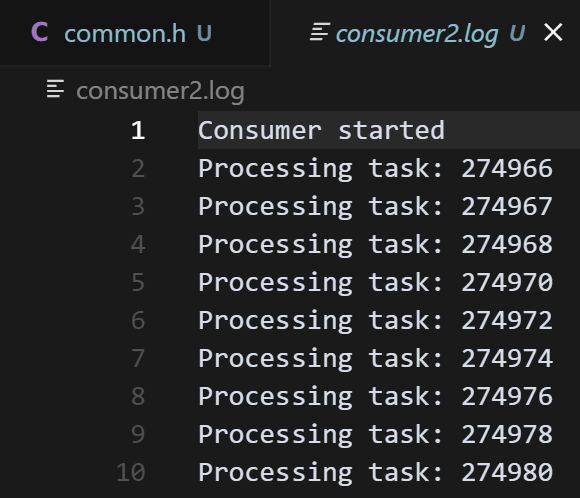 C common.h U
consumer2.log U
consumer2.log
1 Consumer started
2 Processing task: 274966
3 Processing task: 274967
4 Processing task: 274968
5 Processing task: 274970
6 Processing task: 274972
7 Processing task: 274974
8 Processing task: 274976
9 Processing task: 274978
10 Processing task: 274980